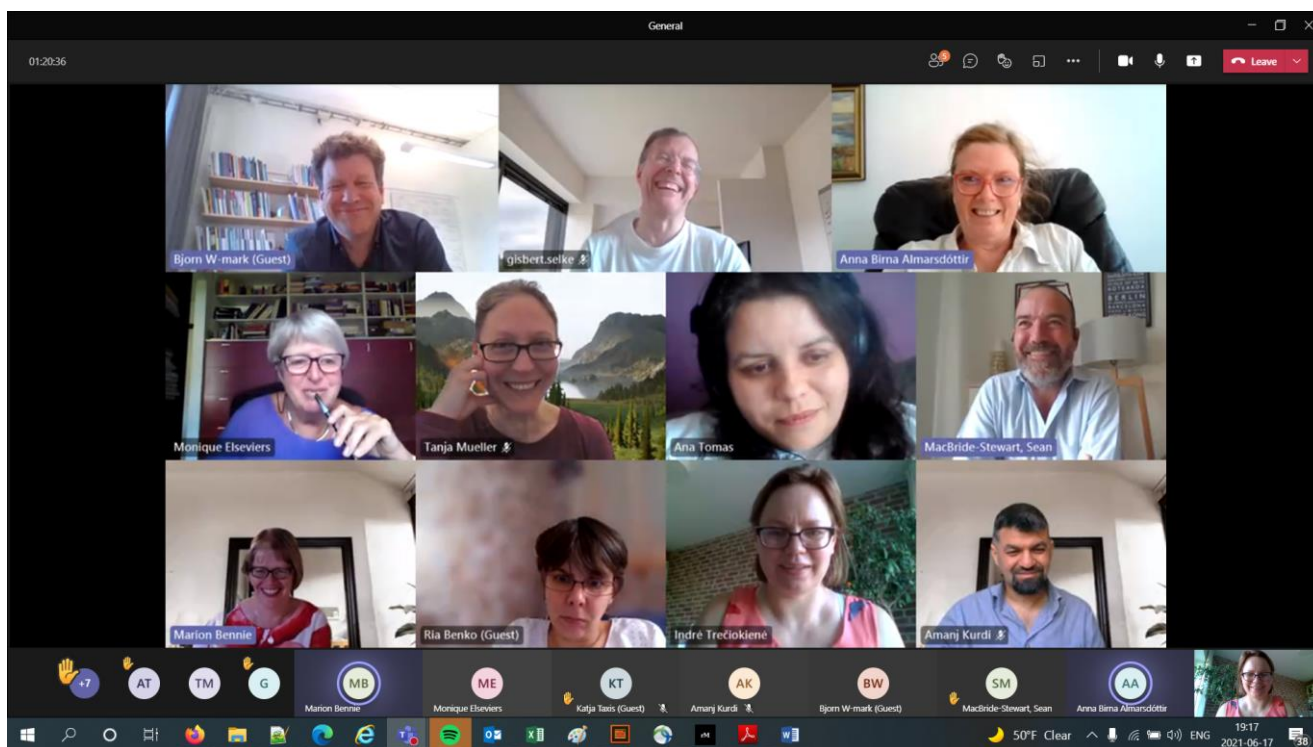 General
01:20:36
5
Leave
Bjorn W-mark (Guest)
gisbert.selke
Anna Birna Almarsdóttir
BERLIN
Monique Elseviers
Tanja Mueller
Ana Tomas
MacBride-Stewart, Sean
Marion Bennie
Ria Benko (Guest)
Indrė Trečiokienė
Amanj Kurdi
+7
AT
TM
G
MB
ME
KT
AK
BW
SM
AA
Marion Bennie
Monique Elseviers
Katja Taxis (Guest)
Amanj Kurdi
Bjorn W-mark (Guest)
MacBride-Stewart, Sean
Anna Birna Almarsdóttir
50°F Clear
ENG
19:17
2021-06-17
38